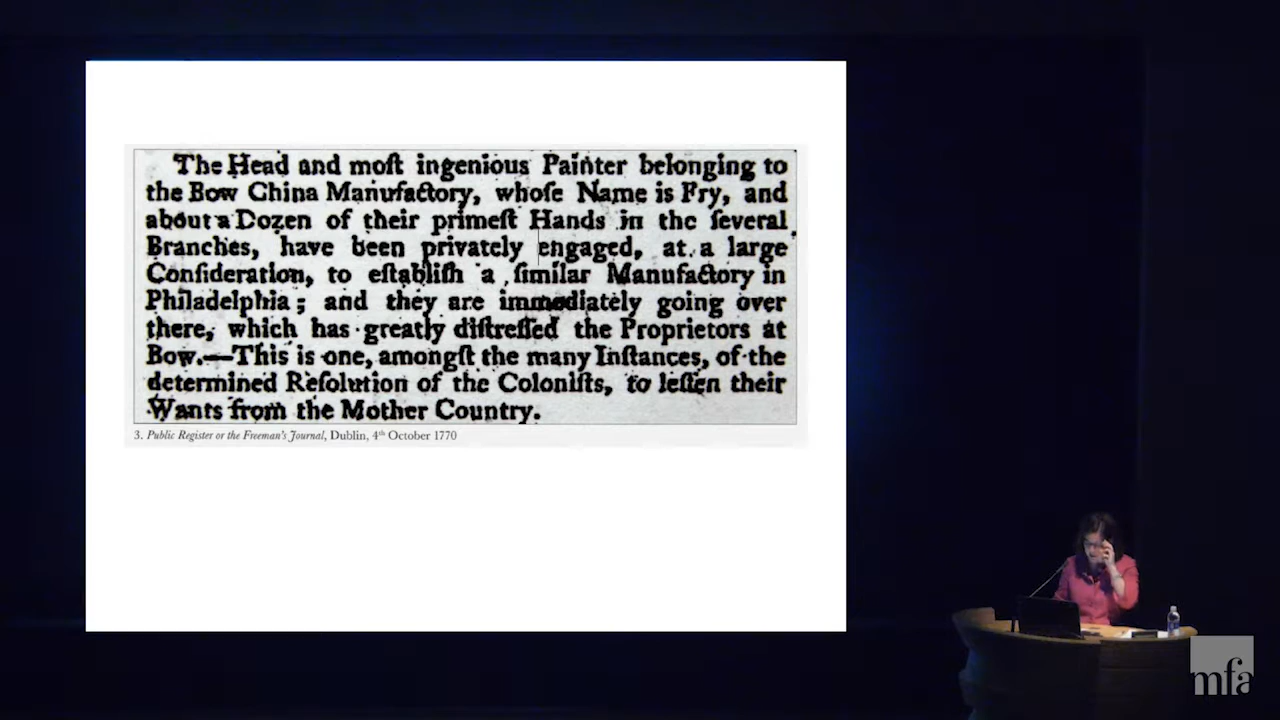 The Head and moſt ingenious Painter belonging to
the Bow China Manufactory, whoſe Name is Fry, and
about a Dozen of their primeſt Hands in the ſeveral
Branches, have been privately engaged, at a large
Conſideration, to eſtabliſh a ſimilar Manufactory in
Philadelphia; and they are immediately going over
there, which has greatly diſtreſſed the Proprietors at
Bow.—This is one, amongſt the many Inſtances, of the
determined Reſolution of the Coloniſts, to leſſen their
Wants from the Mother Country.
3. Public Register or the Freeman's Journal, Dublin, 4th October 1770
mfa